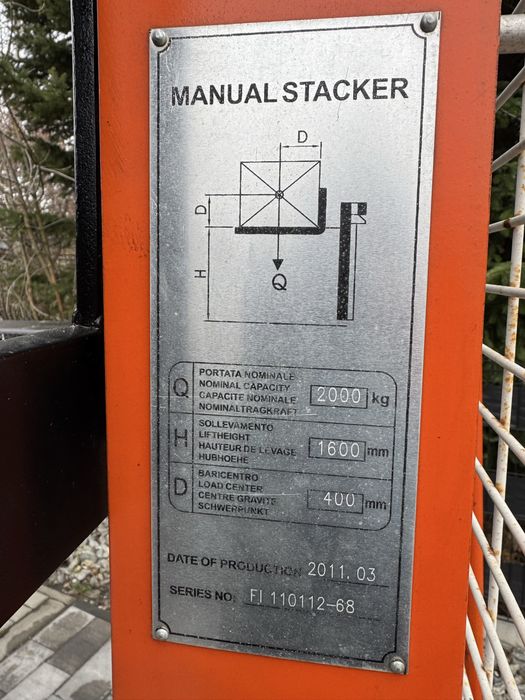 MANUAL STACKER
D
D
H
Q
Q
PORTATA NOMINALE
NOMINAL CAPACITY
CAPACITE NOMINALE
NOMINALTRAGKRAFT
2000 kg
H
SOLLEVAMENTO
LIFTHEIGHT
HAUTEUR DE LEVAGE
HUBHOEHE
1600 mm
D
BARICENTRO
LOAD CENTER
CENTRE GRAVITE
SCHWERPUNKT
400 mm
DATE OF PRODUCTION 2011.03
SERIES NO: FI 110112-68